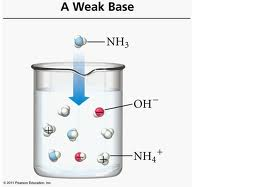 A Weak Base
NH₃
OH⁻
NH₄⁺
© 2011 Pearson Education, Inc.